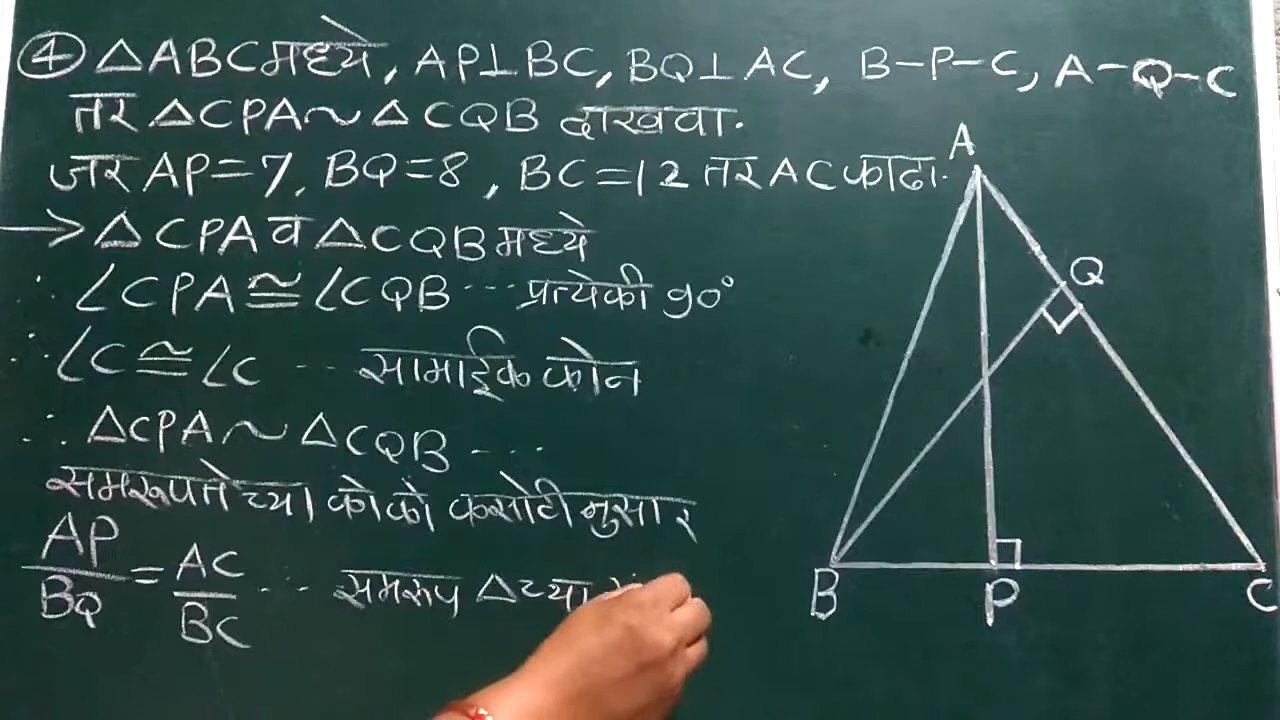 ④ △ABC मध्ये, AP⊥BC, BQ⊥AC, B-P-C, A-Q-C
तर △CPA~△CQB दाखवा.
जर AP=7, BQ=8, BC=12 तर AC काढा.
→ △CPA व △CQB मध्ये
∴ ∠CPA≅∠CQB ... प्रत्येकी 90°
∴ ∠C≅∠C ... सामाईक कोन
∴ △CPA~△CQB ...
समरूपतेच्या को को कसोटीनुसार
AP/BQ = AC/BC ... समरूप △च्या
A
Q
B
P
C